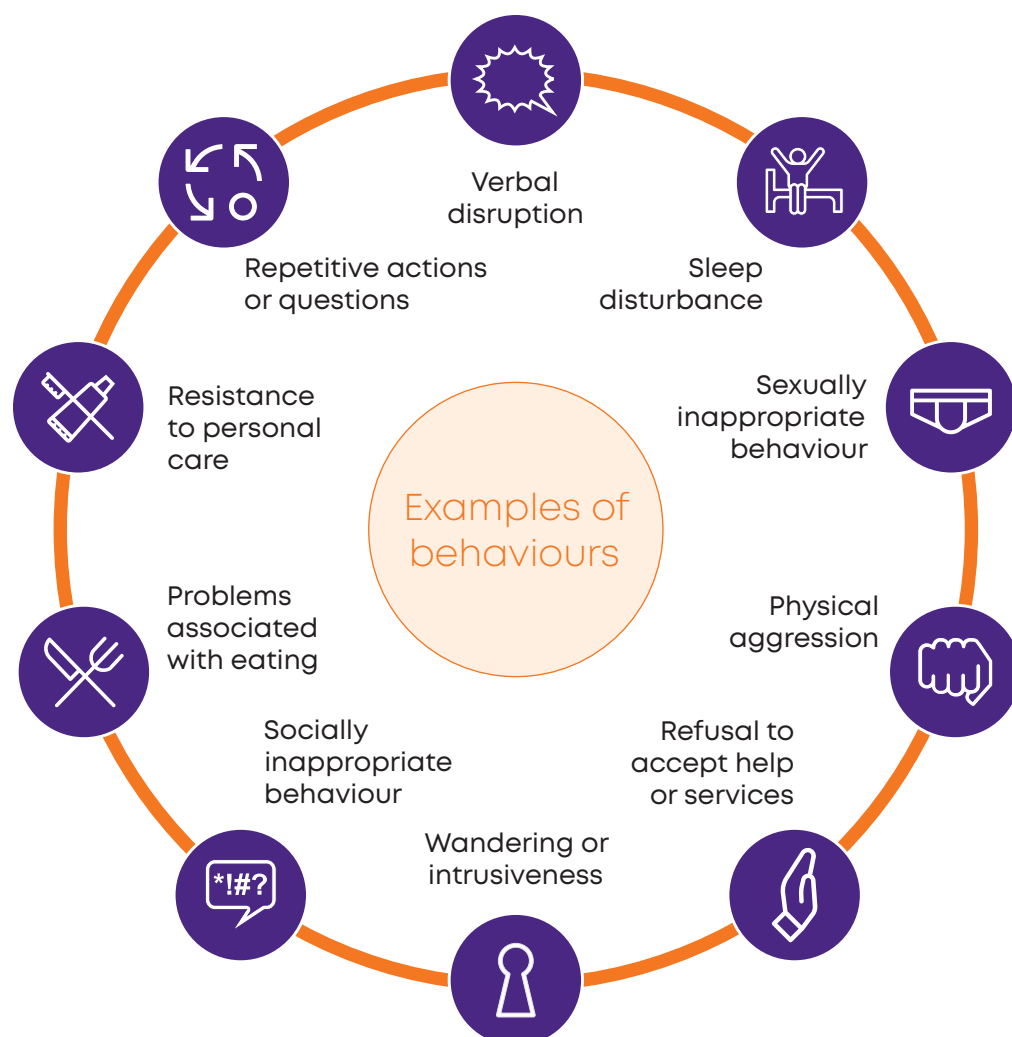 Verbal
disruption
Sleep
disturbance
Sexually
inappropriate
behaviour
Physical
aggression
Refusal to
accept help
or services
Wandering or
intrusiveness
*!#?
Socially
inappropriate
behaviour
Problems
associated
with eating
Resistance
to personal
care
Repetitive actions
or questions
Examples of
behaviours